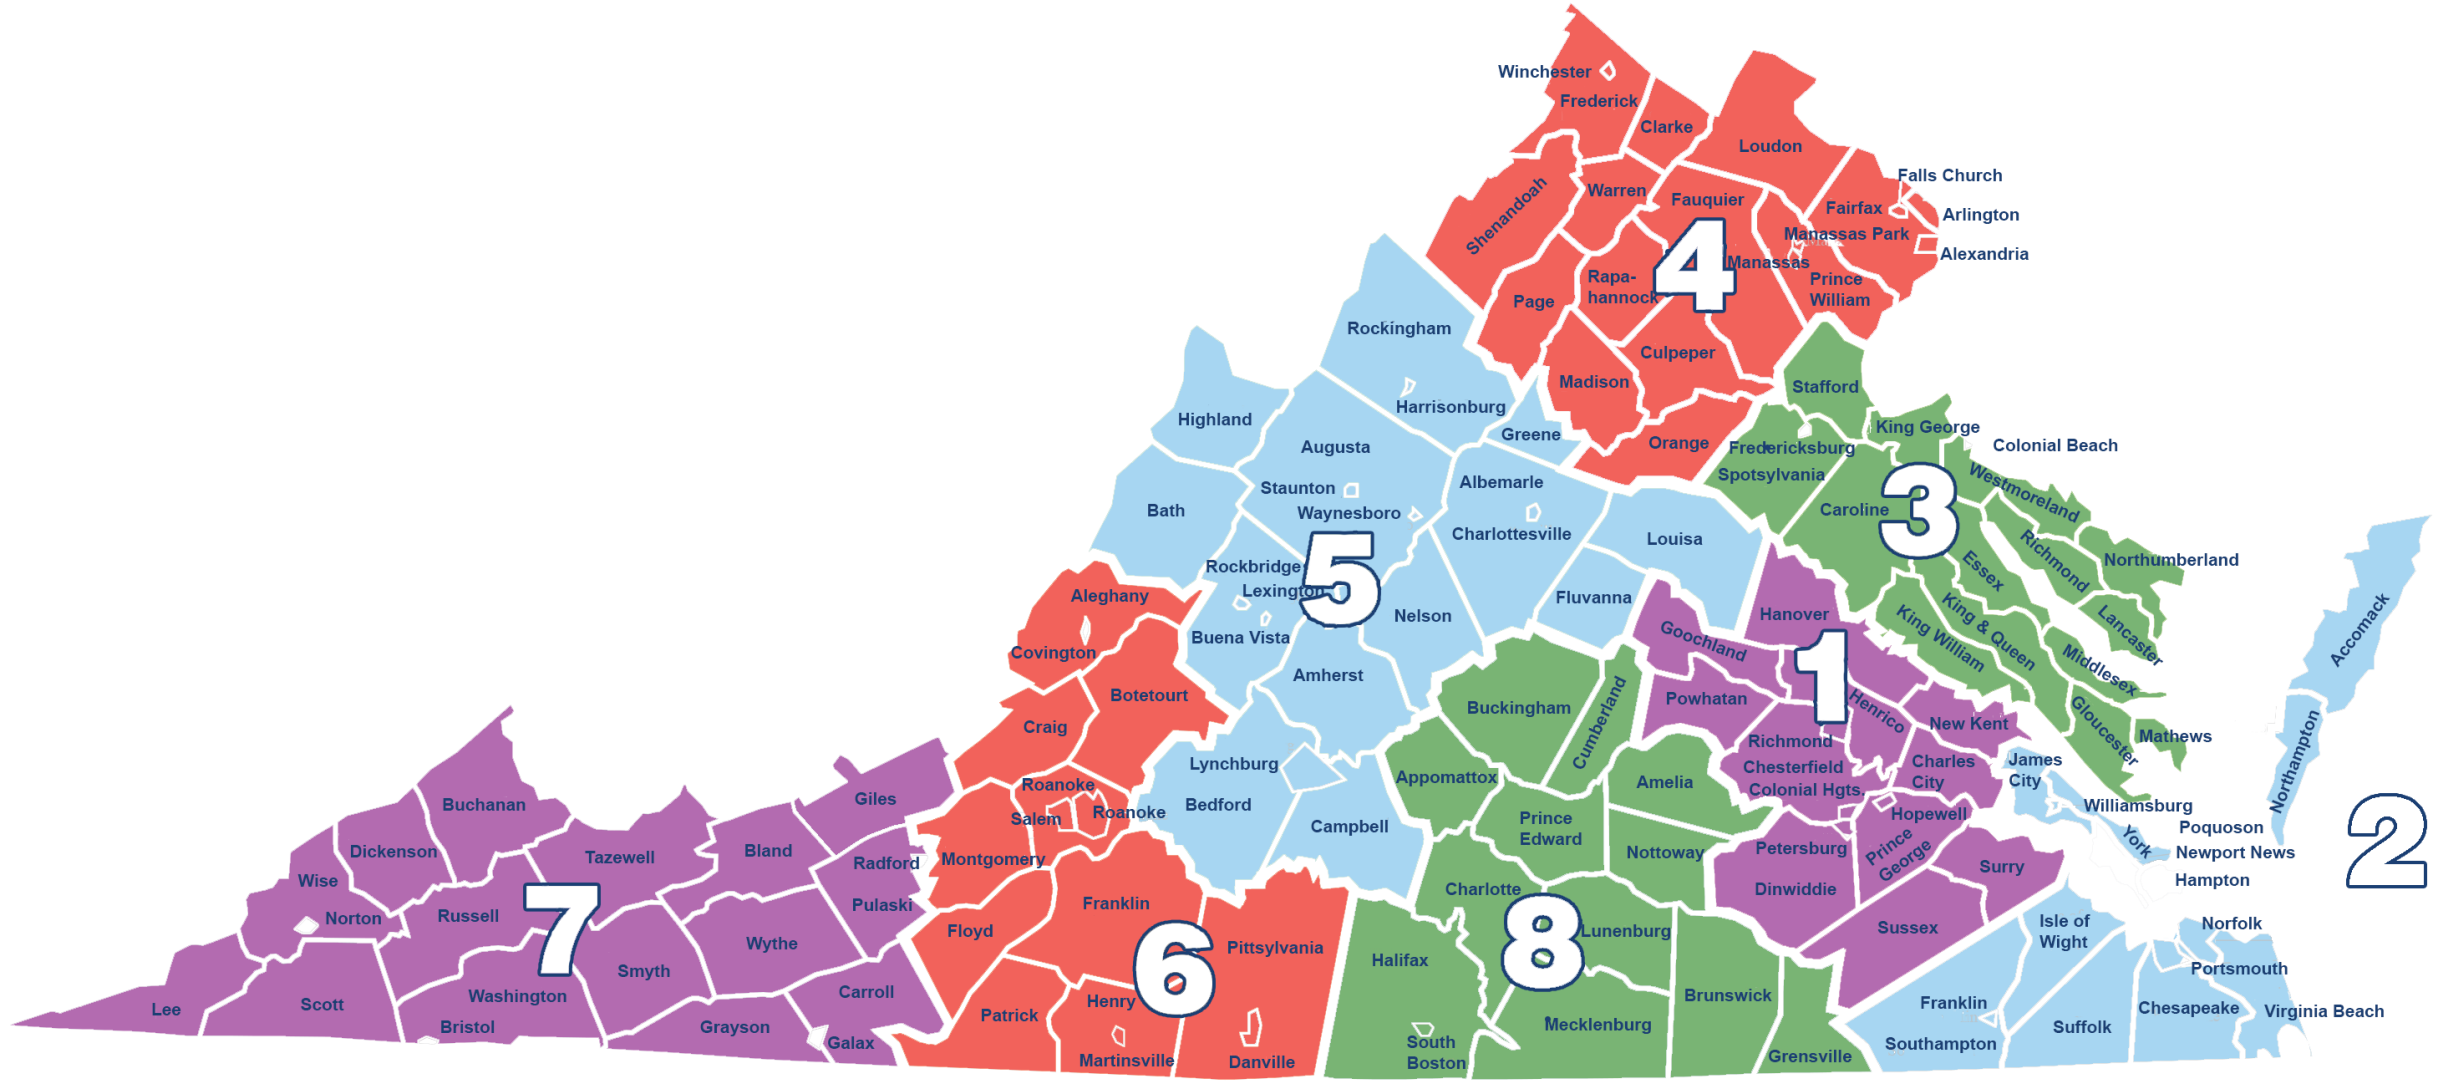 Winchester
Frederick
Clarke
Loudon
Falls Church
Shenandoah
Warren
Fauquier
Fairfax
Arlington
Manassas Park
Alexandria
4
Manassas
Rapa-
hannock
Prince
William
Page
Culpeper
Madison
Orange
Rockingham
Harrisonburg
Highland
Greene
Augusta
Staunton
Waynesboro
Albemarle
Charlottesville
Bath
Louisa
5
Rockbridge
Lexington
Fluvanna
Nelson
Buena Vista
Amherst
Lynchburg
Bedford
Campbell
Stafford
King George
Colonial Beach
Fredericksburg
Spotsylvania
Westmoreland
Caroline
3
Richmond
Northumberland
Essex
King & Queen
King William
Lancaster
Middlesex
Gloucester
Mathews
Hanover
Goochland
1
Powhatan
Henrico
New Kent
Richmond
Chesterfield
Colonial Hgts.
Charles
City
Hopewell
Petersburg
Prince
George
Dinwiddie
Surry
Sussex
Accomack
Northampton
2
James
City
Williamsburg
York
Poquoson
Newport News
Hampton
Norfolk
Isle of
Wight
Portsmouth
Franklin
Southampton
Suffolk
Chesapeake
Virginia Beach
Aleghany
Covington
Botetourt
Craig
Roanoke
Salem
Roanoke
Montgomery
Franklin
Floyd
Pittsylvania
6
Patrick
Henry
Martinsville
Danville
Buckingham
Cumberland
Appomattox
Amelia
Prince
Edward
Nottoway
Charlotte
8
Lunenburg
Halifax
Brunswick
Mecklenburg
South
Boston
Grensville
Buchanan
Giles
Dickenson
Tazewell
Bland
Radford
Wise
Norton
Russell
7
Pulaski
Wythe
Smyth
Lee
Scott
Washington
Bristol
Carroll
Grayson
Galax